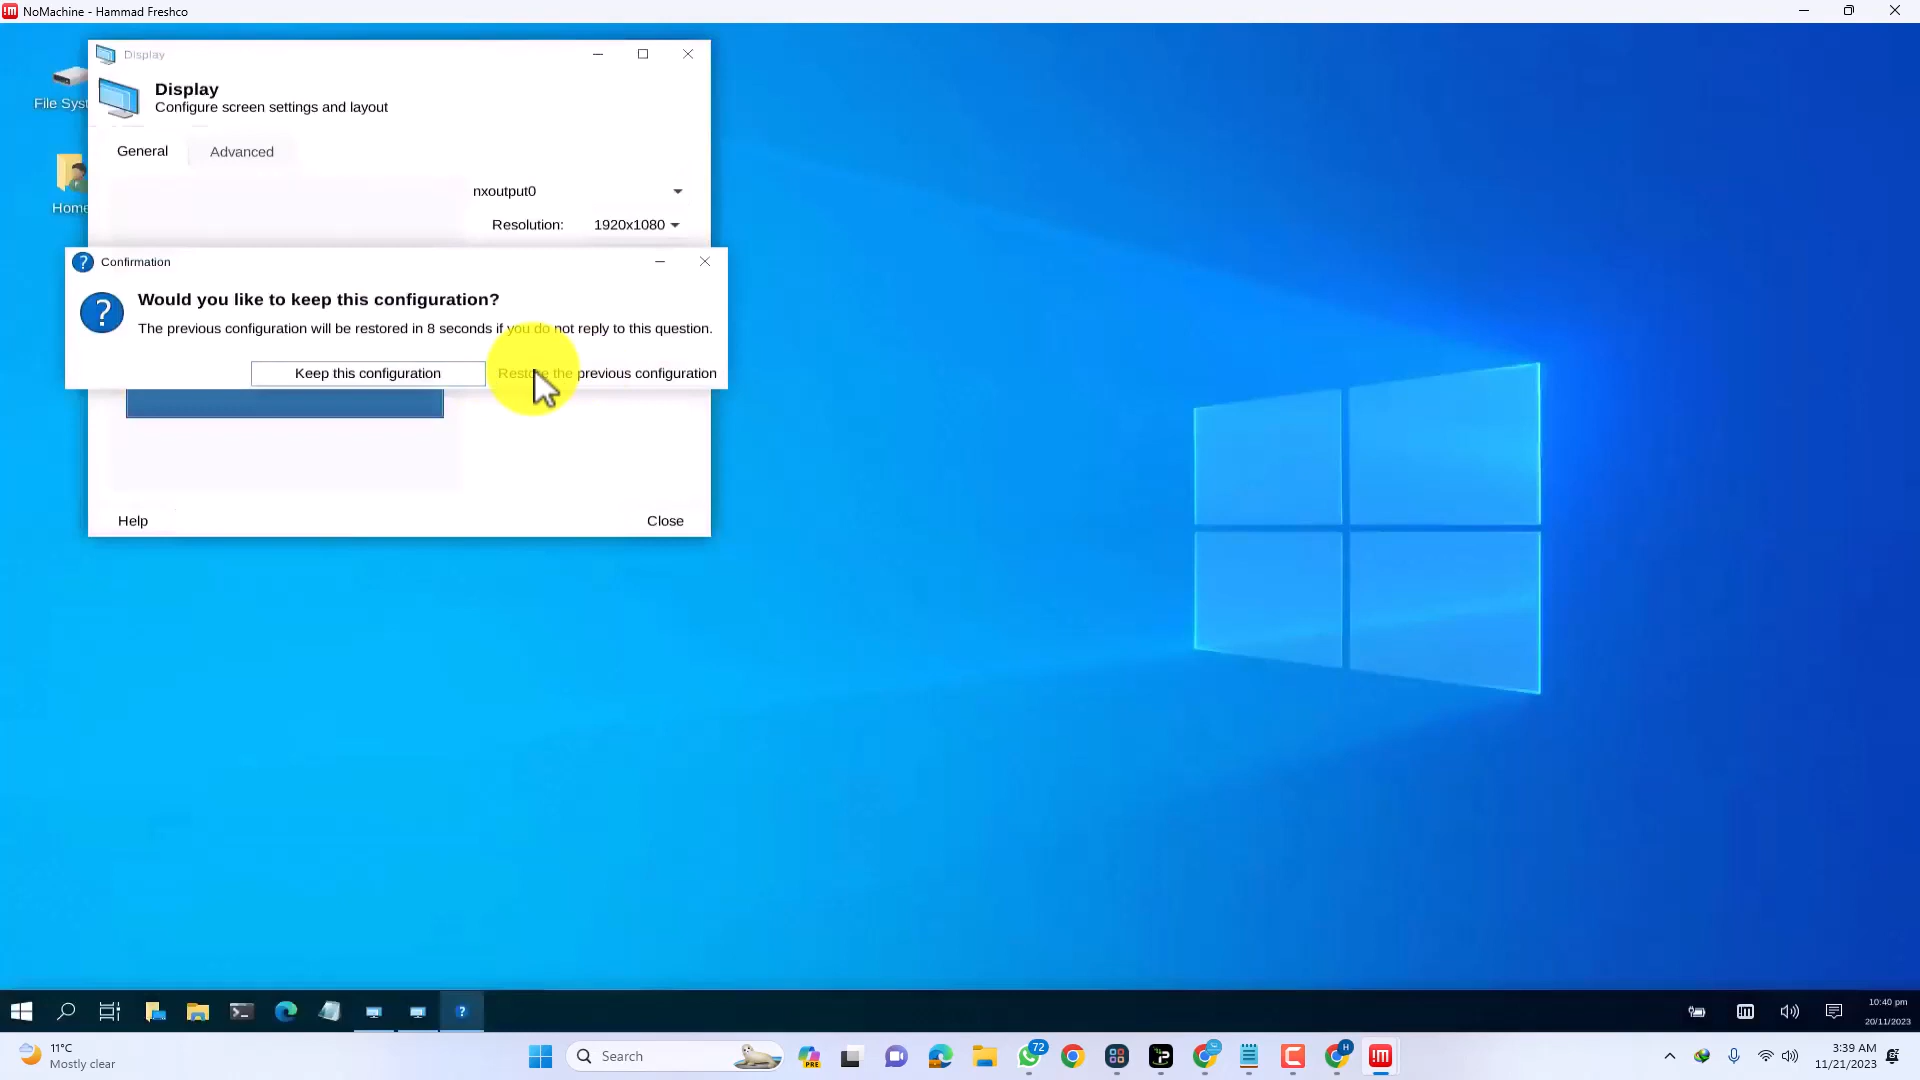 NoMachine - Hammad Freshco
File Syst
Home
Display
Display
Configure screen settings and layout
General
Advanced
nxoutput0
Resolution:
1920x1080
Confirmation
Would you like to keep this configuration?
The previous configuration will be restored in 8 seconds if you do not reply to this question.
Keep this configuration
Restore the previous configuration
Help
Close
10:40 pm
20/11/2023
11°C
Mostly clear
Search
PRE
72
H
!M
3:39 AM
11/21/2023